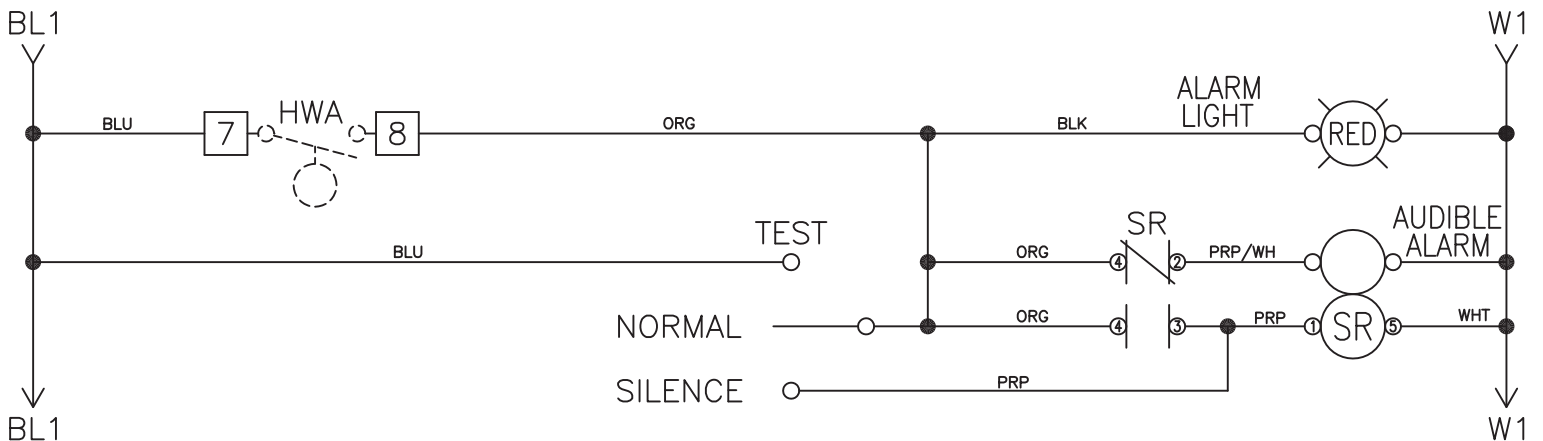 BL1
W1
BLU
7
HWA
8
ORG
BLK
ALARM
LIGHT
RED
BLU
TEST
ORG
SR
4
2
PRP/WH
AUDIBLE
ALARM
NORMAL
ORG
4
3
PRP
1
SR
5
WHT
SILENCE
PRP
BL1
W1